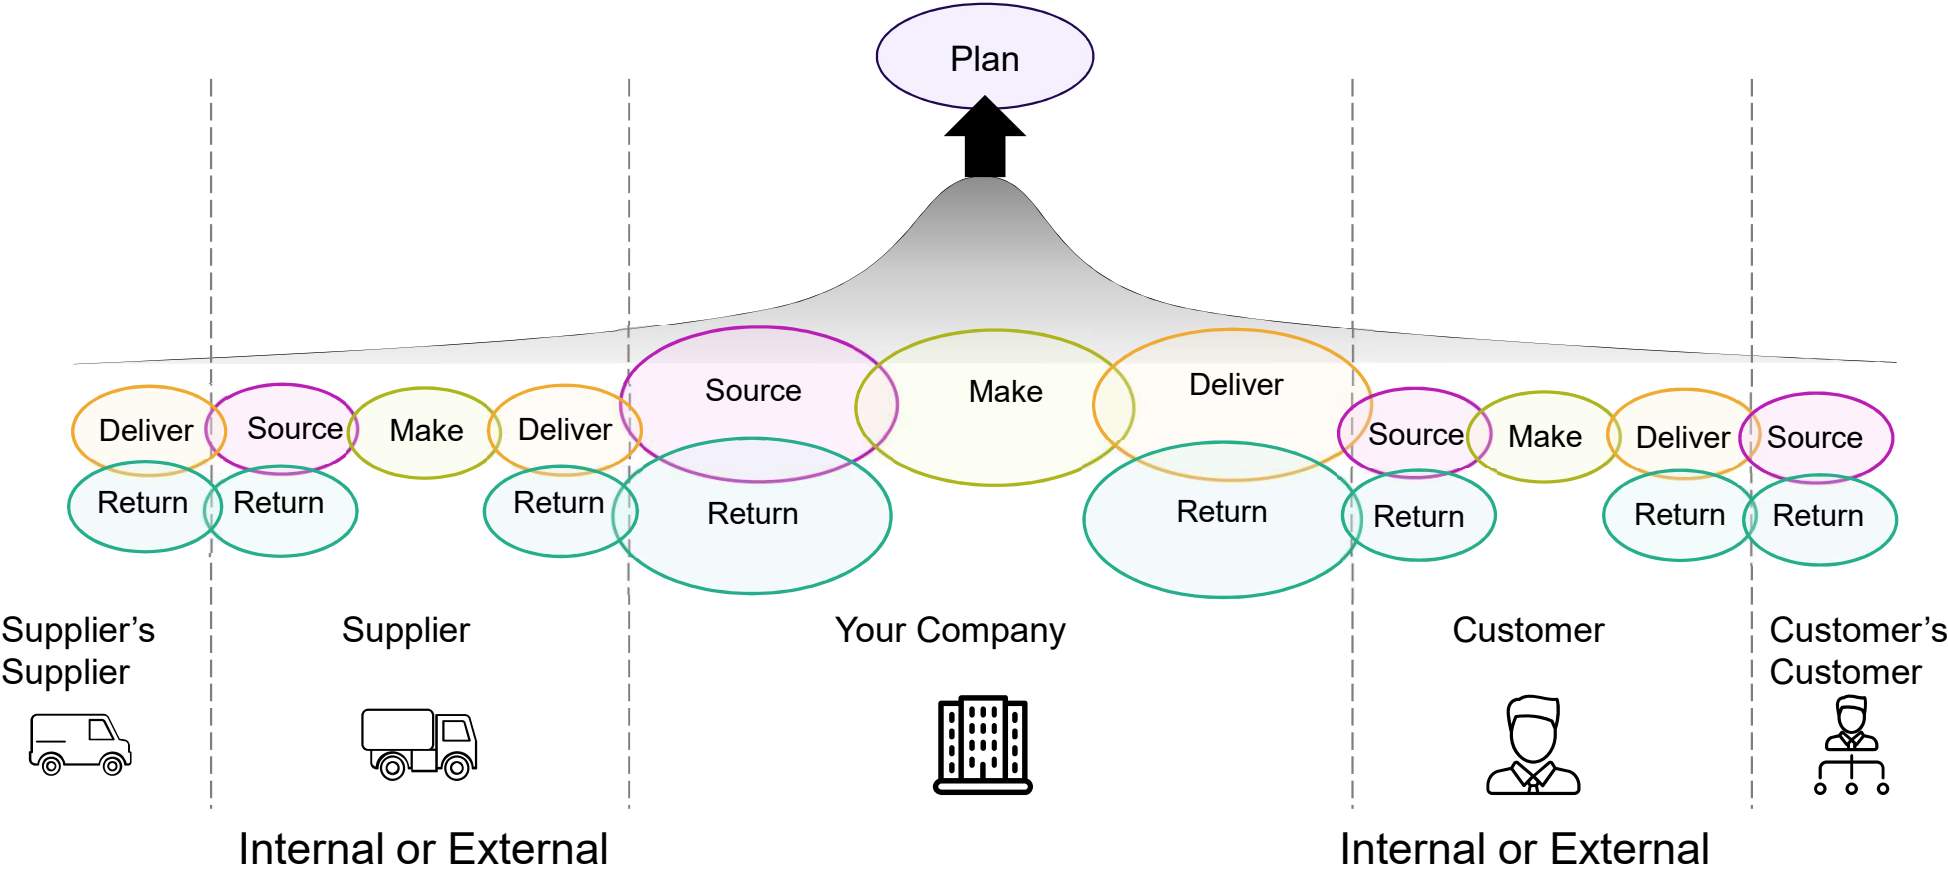 Plan
Deliver
Source
Make
Deliver
Source
Make
Deliver
Source
Make
Deliver
Source
Return
Return
Return
Return
Return
Return
Return
Return
Supplier’s
Supplier
Supplier
Your Company
Customer
Customer’s
Customer
Internal or External
Internal or External